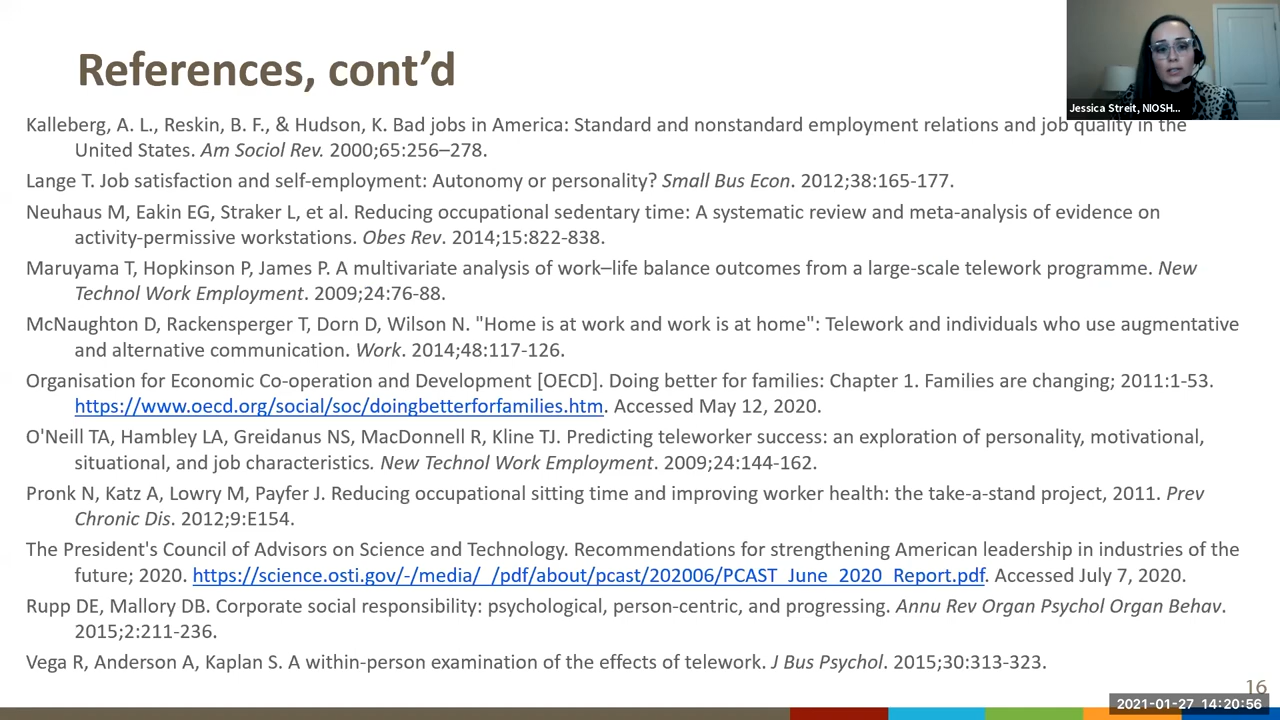 References, cont'd
Jessica Streit, NIOSH...
Kalleberg, A. L., Reskin, B. F., & Hudson, K. Bad jobs in America: Standard and nonstandard employment relations and job quality in the
United States. Am Sociol Rev. 2000;65:256–278.
Lange T. Job satisfaction and self-employment: Autonomy or personality? Small Bus Econ. 2012;38:165-177.
Neuhaus M, Eakin EG, Straker L, et al. Reducing occupational sedentary time: A systematic review and meta-analysis of evidence on
activity-permissive workstations. Obes Rev. 2014;15:822-838.
Maruyama T, Hopkinson P, James P. A multivariate analysis of work–life balance outcomes from a large-scale telework programme. New
Technol Work Employment. 2009;24:76-88.
McNaughton D, Rackensperger T, Dorn D, Wilson N. "Home is at work and work is at home": Telework and individuals who use augmentative
and alternative communication. Work. 2014;48:117-126.
Organisation for Economic Co-operation and Development [OECD]. Doing better for families: Chapter 1. Families are changing; 2011:1-53.
https://www.oecd.org/social/soc/doingbetterforfamilies.htm. Accessed May 12, 2020.
O'Neill TA, Hambley LA, Greidanus NS, MacDonnell R, Kline TJ. Predicting teleworker success: an exploration of personality, motivational,
situational, and job characteristics. New Technol Work Employment. 2009;24:144-162.
Pronk N, Katz A, Lowry M, Payfer J. Reducing occupational sitting time and improving worker health: the take-a-stand project, 2011. Prev
Chronic Dis. 2012;9:E154.
The President's Council of Advisors on Science and Technology. Recommendations for strengthening American leadership in industries of the
future; 2020. https://science.osti.gov/-/media/_/pdf/about/pcast/202006/PCAST_June_2020_Report.pdf. Accessed July 7, 2020.
Rupp DE, Mallory DB. Corporate social responsibility: psychological, person-centric, and progressing. Annu Rev Organ Psychol Organ Behav.
2015;2:211-236.
Vega R, Anderson A, Kaplan S. A within-person examination of the effects of telework. J Bus Psychol. 2015;30:313-323.
16
2021-01-27 14:20:56